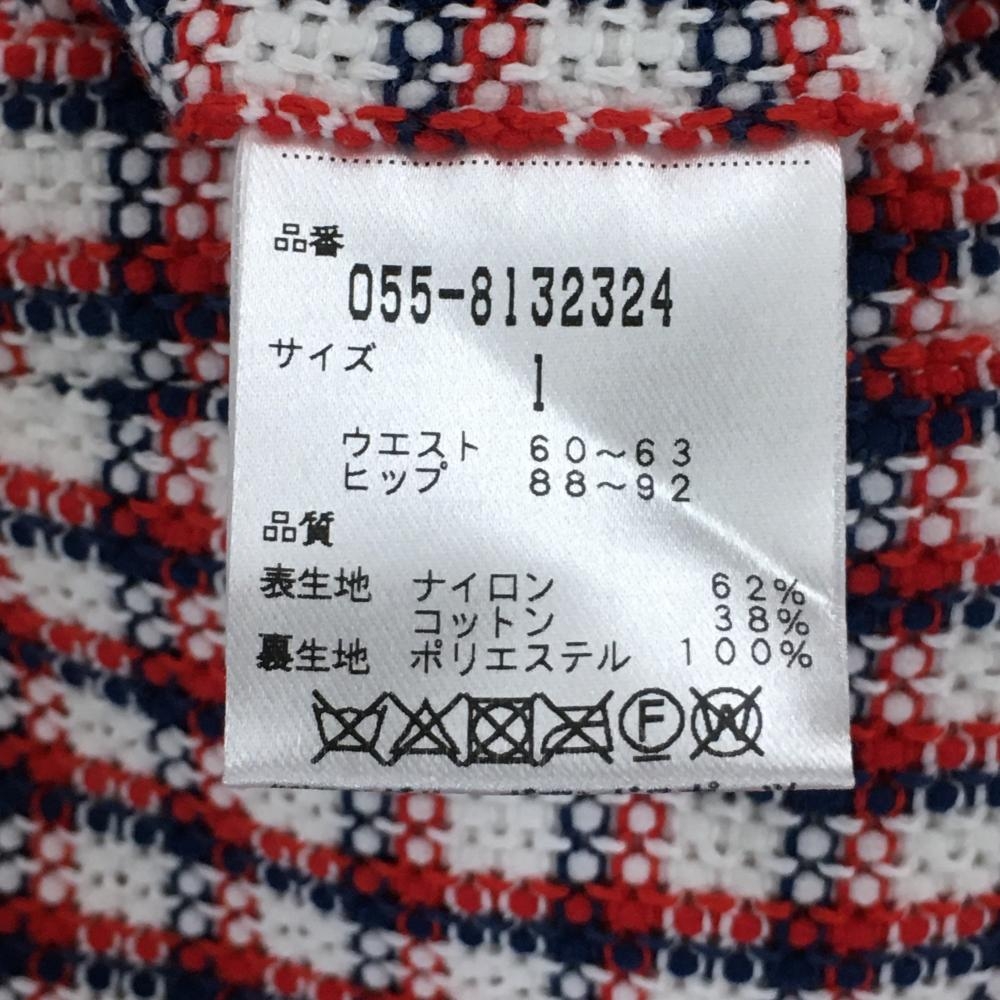 品番
055-8132324
サイズ 1
ウエスト 60～63
ヒップ 88～92
品質
表生地 ナイロン 62%
コットン 38%
裏生地 ポリエステル 100%
F W